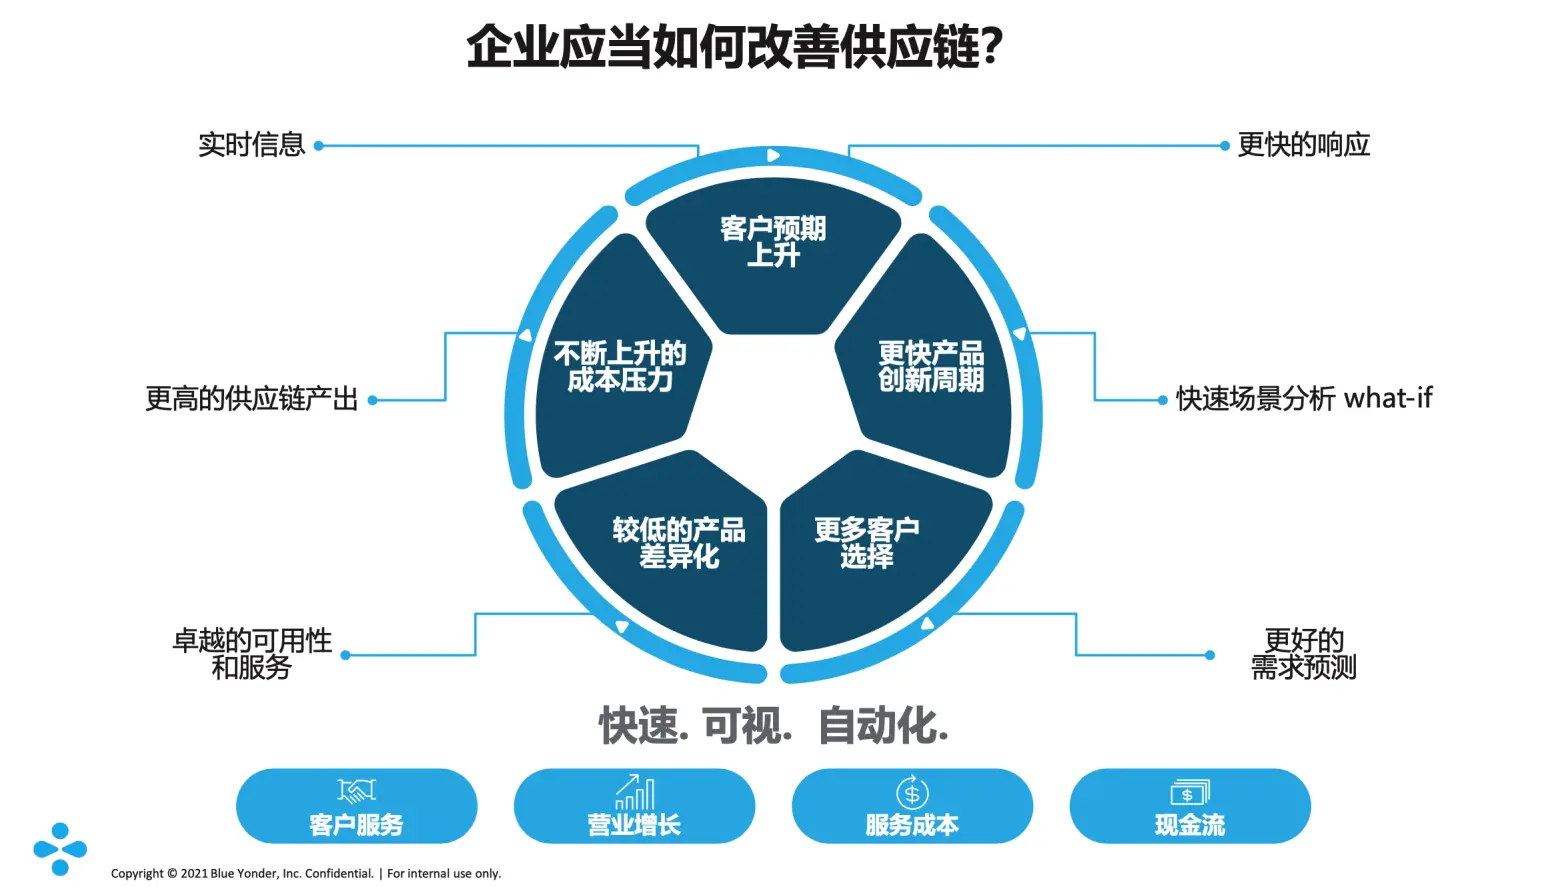 企业应当如何改善供应链?
实时信息
更快的响应
客户预期
上升
不断上升的
成本压力
更快产品
创新周期
更高的供应链产出
快速场景分析 what-if
较低的产品
差异化
更多客户
选择
卓越的可用性
和服务
更好的
需求预测
快速. 可视. 自动化.
客户服务
营业增长
服务成本
现金流
Copyright © 2021 Blue Yonder, Inc. Confidential. | For internal use only.